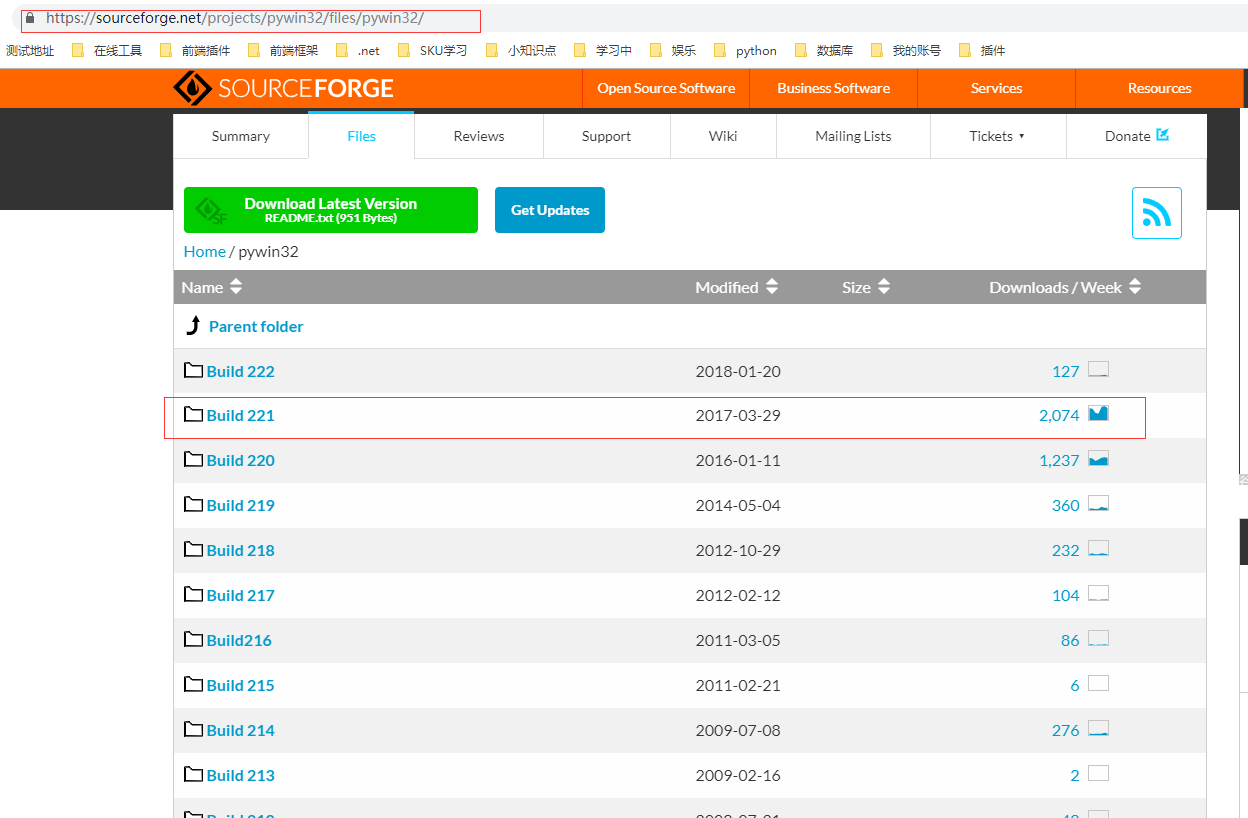 https://sourceforge.net/projects/pywin32/files/pywin32/
测试地址 在线工具 前端插件 前端框架 .net SKU学习 小知识点 学习中 娱乐 python 数据库 我的账号 插件
SOURCEFORGE Open Source Software Business Software Services Resources
Summary Files Reviews Support Wiki Mailing Lists Tickets Donate
Download Latest Version
SF README.txt (951 Bytes)
Get Updates
Home / pywin32
Name Modified Size Downloads / Week
Parent folder
Build 222 2018-01-20 127
Build 221 2017-03-29 2,074
Build 220 2016-01-11 1,237
Build 219 2014-05-04 360
Build 218 2012-10-29 232
Build 217 2012-02-12 104
Build216 2011-03-05 86
Build 215 2011-02-21 6
Build 214 2009-07-08 276
Build 213 2009-02-16 2